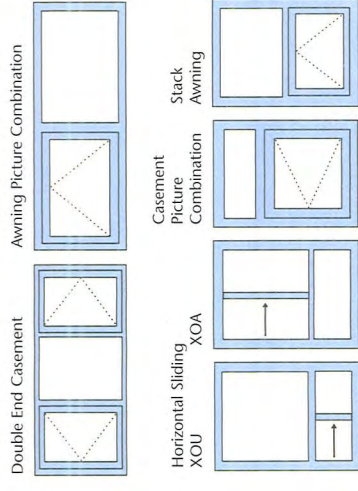 Double End Casement
Awning Picture Combination
Horizontal Sliding
XOU
XOA
Casement
Picture
Combination
Stack
Awning